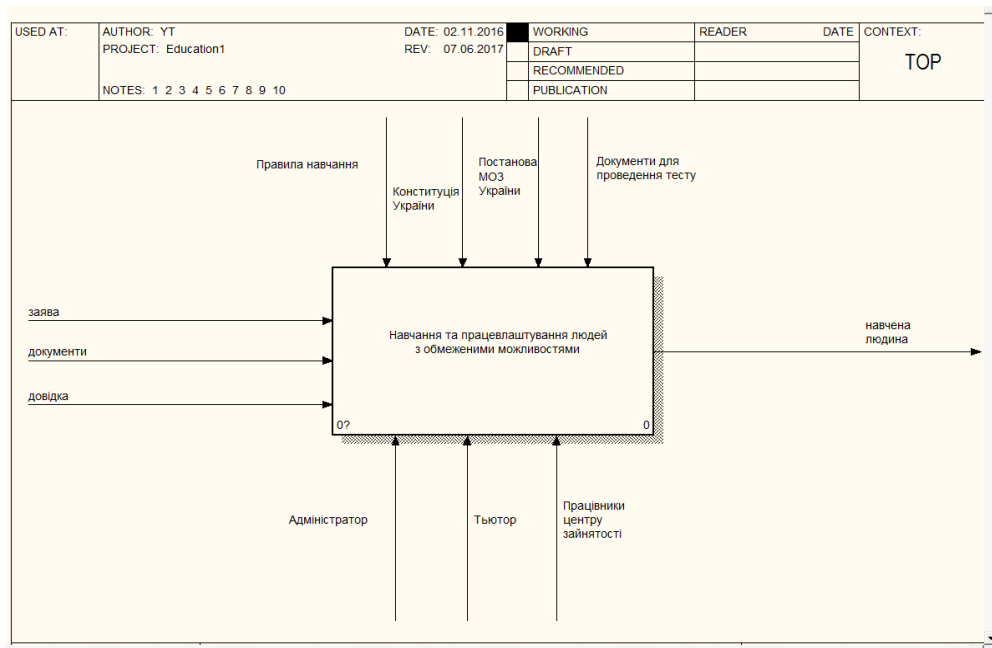 USED AT:
AUTHOR: YT
DATE: 02.11.2016
WORKING
READER
DATE
CONTEXT:
PROJECT: Education1
REV: 07.06.2017
DRAFT
TOP
RECOMMENDED
NOTES: 1 2 3 4 5 6 7 8 9 10
PUBLICATION
Правила навчання
Конституція
України
Постанова
МОЗ
України
Документи для
проведення тесту
заява
документи
довідка
Навчання та працевлаштування людей
з обмеженими можливостями
0?
0
навчена
людина
Адміністратор
Тьютор
Працівники
центру
зайнятості